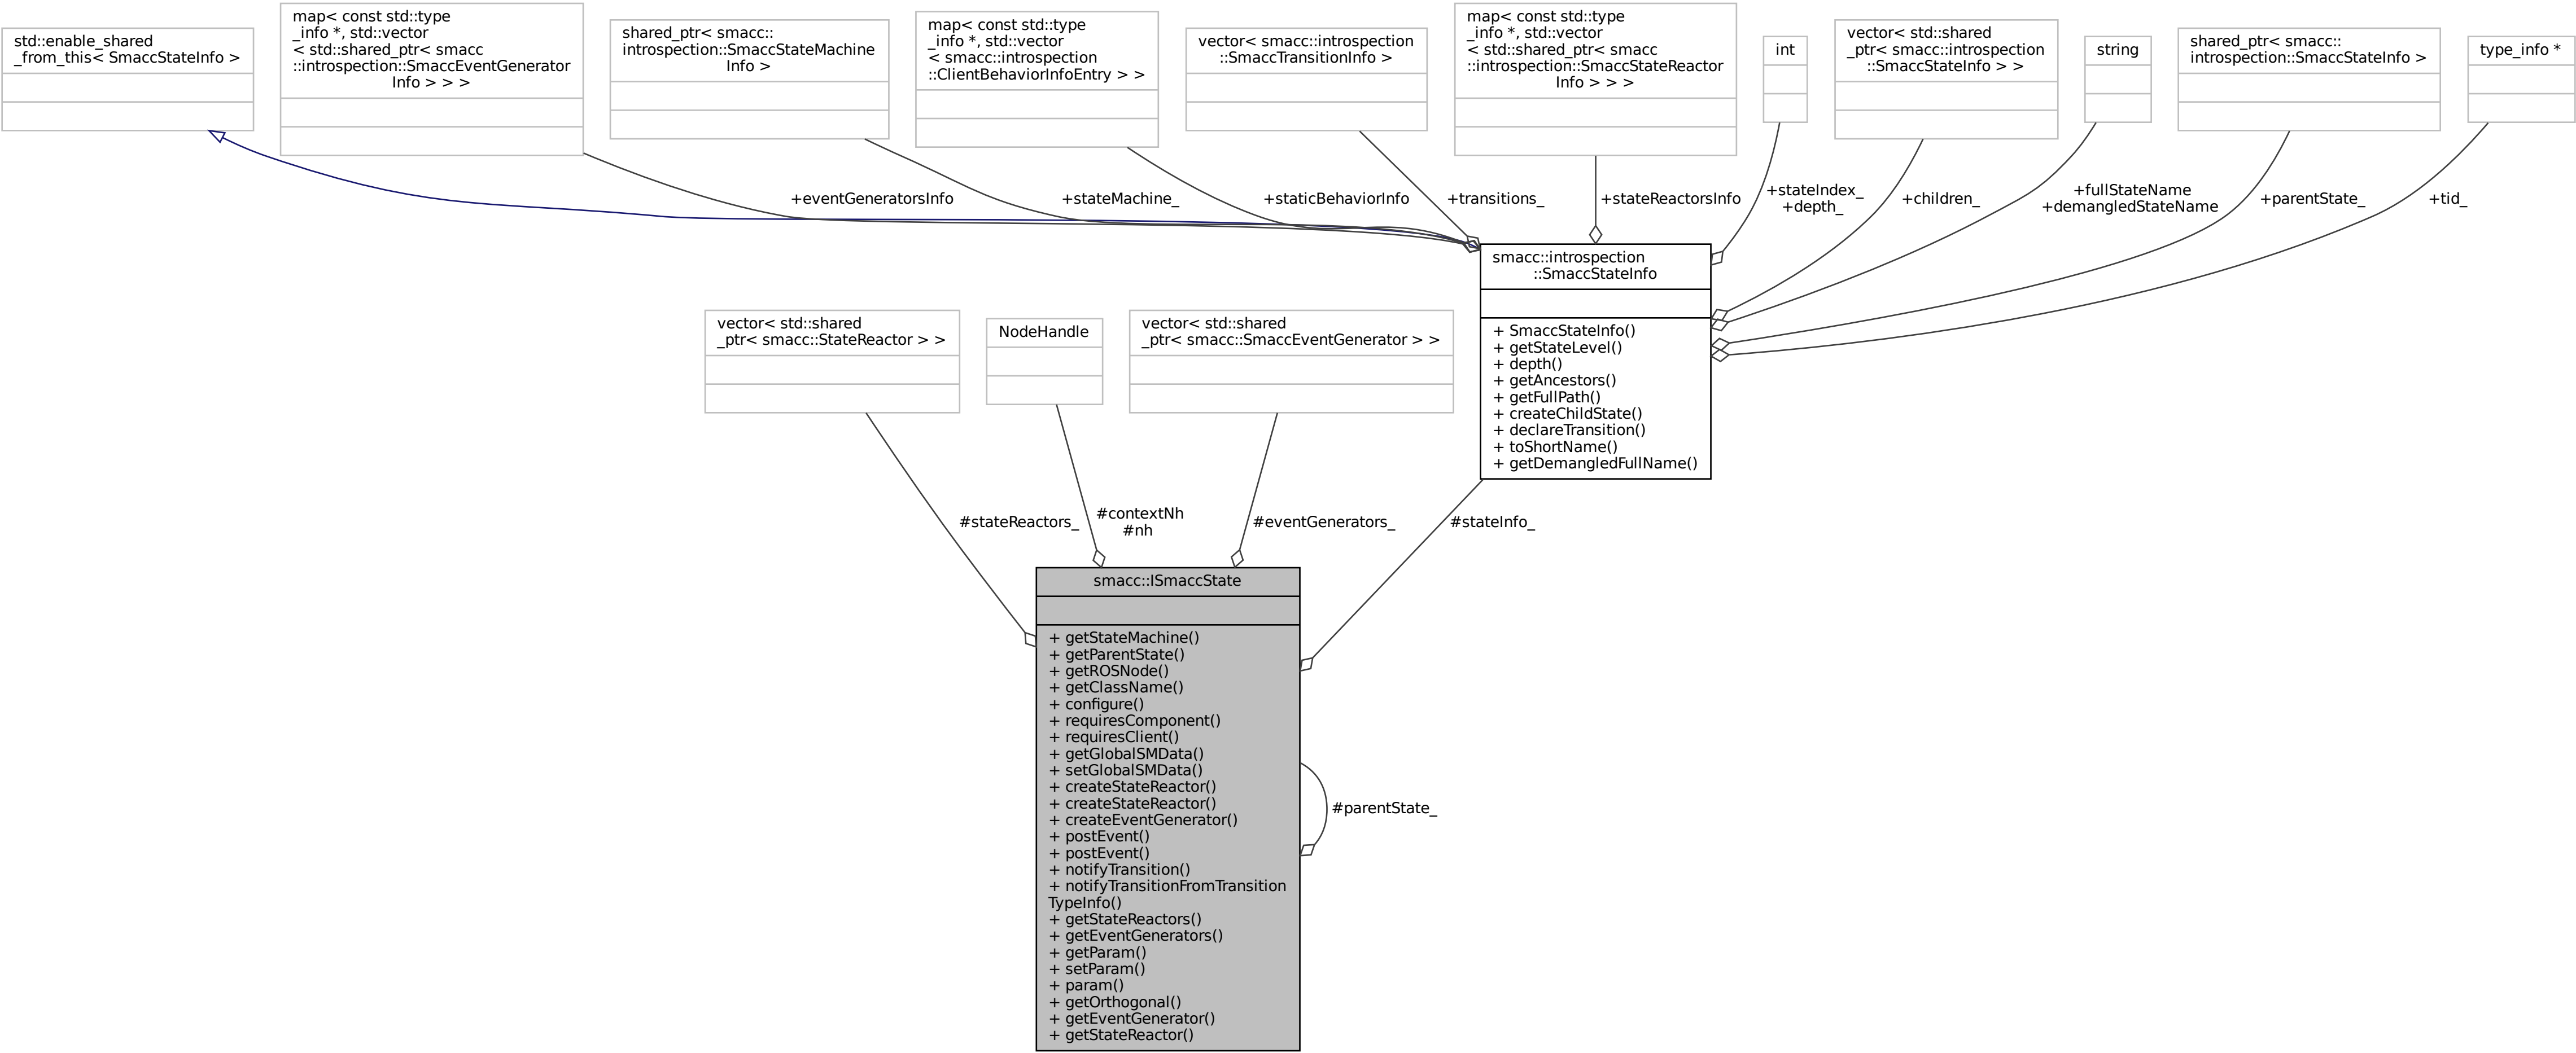 std::enable_shared
_from_this< SmaccStateInfo >
map< const std::type
_info *, std::vector
< std::shared_ptr< smacc
::introspection::SmaccEventGenerator
Info > > >
shared_ptr< smacc::
introspection::SmaccStateMachine
Info >
map< const std::type
_info *, std::vector
< smacc::introspection
::ClientBehaviorInfoEntry > >
vector< smacc::introspection
::SmaccTransitionInfo >
map< const std::type
_info *, std::vector
< std::shared_ptr< smacc
::introspection::SmaccStateReactor
Info > > >
int
vector< std::shared
_ptr< smacc::introspection
::SmaccStateInfo > >
string
shared_ptr< smacc::
introspection::SmaccStateInfo >
type_info *
+eventGeneratorsInfo
+stateMachine_
+staticBehaviorInfo
+transitions_
+stateReactorsInfo
+stateIndex_
+depth_
+children_
+fullStateName
+demangledStateName
+parentState_
+tid_
smacc::introspection
::SmaccStateInfo
+ SmaccStateInfo()
+ getStateLevel()
+ depth()
+ getAncestors()
+ getFullPath()
+ createChildState()
+ declareTransition()
+ toShortName()
+ getDemangledFullName()
vector< std::shared
_ptr< smacc::StateReactor > >
NodeHandle
vector< std::shared
_ptr< smacc::SmaccEventGenerator > >
#stateReactors_
#contextNh
#nh
#eventGenerators_
#stateInfo_
smacc::ISmaccState
+ getStateMachine()
+ getParentState()
+ getROSNode()
+ getClassName()
+ configure()
+ requiresComponent()
+ requiresClient()
+ getGlobalSMData()
+ setGlobalSMData()
+ createStateReactor()
+ createStateReactor()
+ createEventGenerator()
+ postEvent()
+ postEvent()
+ notifyTransition()
+ notifyTransitionFromTransition
TypeInfo()
+ getStateReactors()
+ getEventGenerators()
+ getParam()
+ setParam()
+ param()
+ getOrthogonal()
+ getEventGenerator()
+ getStateReactor()
#parentState_